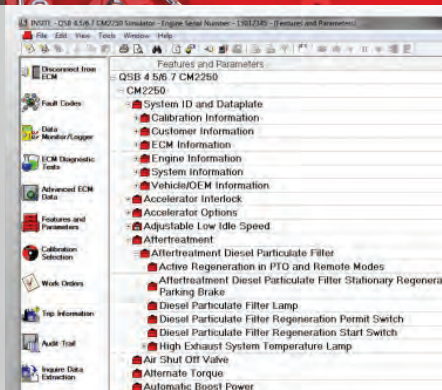 INSITE - QSB 4.5/6.7 CM2250 Simulator - Engine Serial Number - 15012345 - [Features and Parameters]
File Edit View Tools Window Help
Features and Parameters
Disconnect from
ECM
Fault Codes
Data
Monitor/Logger
ECM Diagnostic
Tests
Advanced ECM
Data
Features and
Parameters
Calibration
Selection
Work Orders
Trip Information
Audit Trail
Inquire Data
Extraction
QSB 4.5/6.7 CM2250
CM2250
System ID and Dataplate
Calibration Information
Customer Information
ECM Information
Engine Information
System Information
Vehicle/OEM Information
Accelerator Interlock
Accelerator Options
Adjustable Low Idle Speed
Aftertreatment
Aftertreatment Diesel Particulate Filter
Active Regeneration in PTO and Remote Modes
Aftertreatment Diesel Particulate Filter Stationary Regenera
Parking Brake
Diesel Particulate Filter Lamp
Diesel Particulate Filter Regeneration Permit Switch
Diesel Particulate Filter Regeneration Start Switch
High Exhaust System Temperature Lamp
Air Shut Off Valve
Alternate Torque
Automatic Boost Power